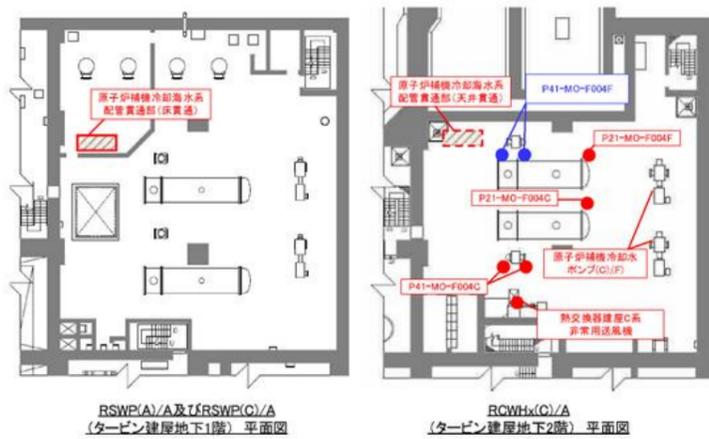 原子炉補機冷却海水系
配管貫通部(床貫通)
RSWP(A)/A及びRSWP(C)/A
(タービン建屋地下1階) 平面図
原子炉補機冷却海水系
配管貫通部(天井貫通)
P41-MO-F004F
P21-MO-F004F
P21-MO-F004C
原子炉補機冷却水
ポンプ(C)/(F)
P41-MO-F004C
熱交換器建屋C系
非常用送風機
RCWHx(C)/A
(タービン建屋地下2階) 平面図